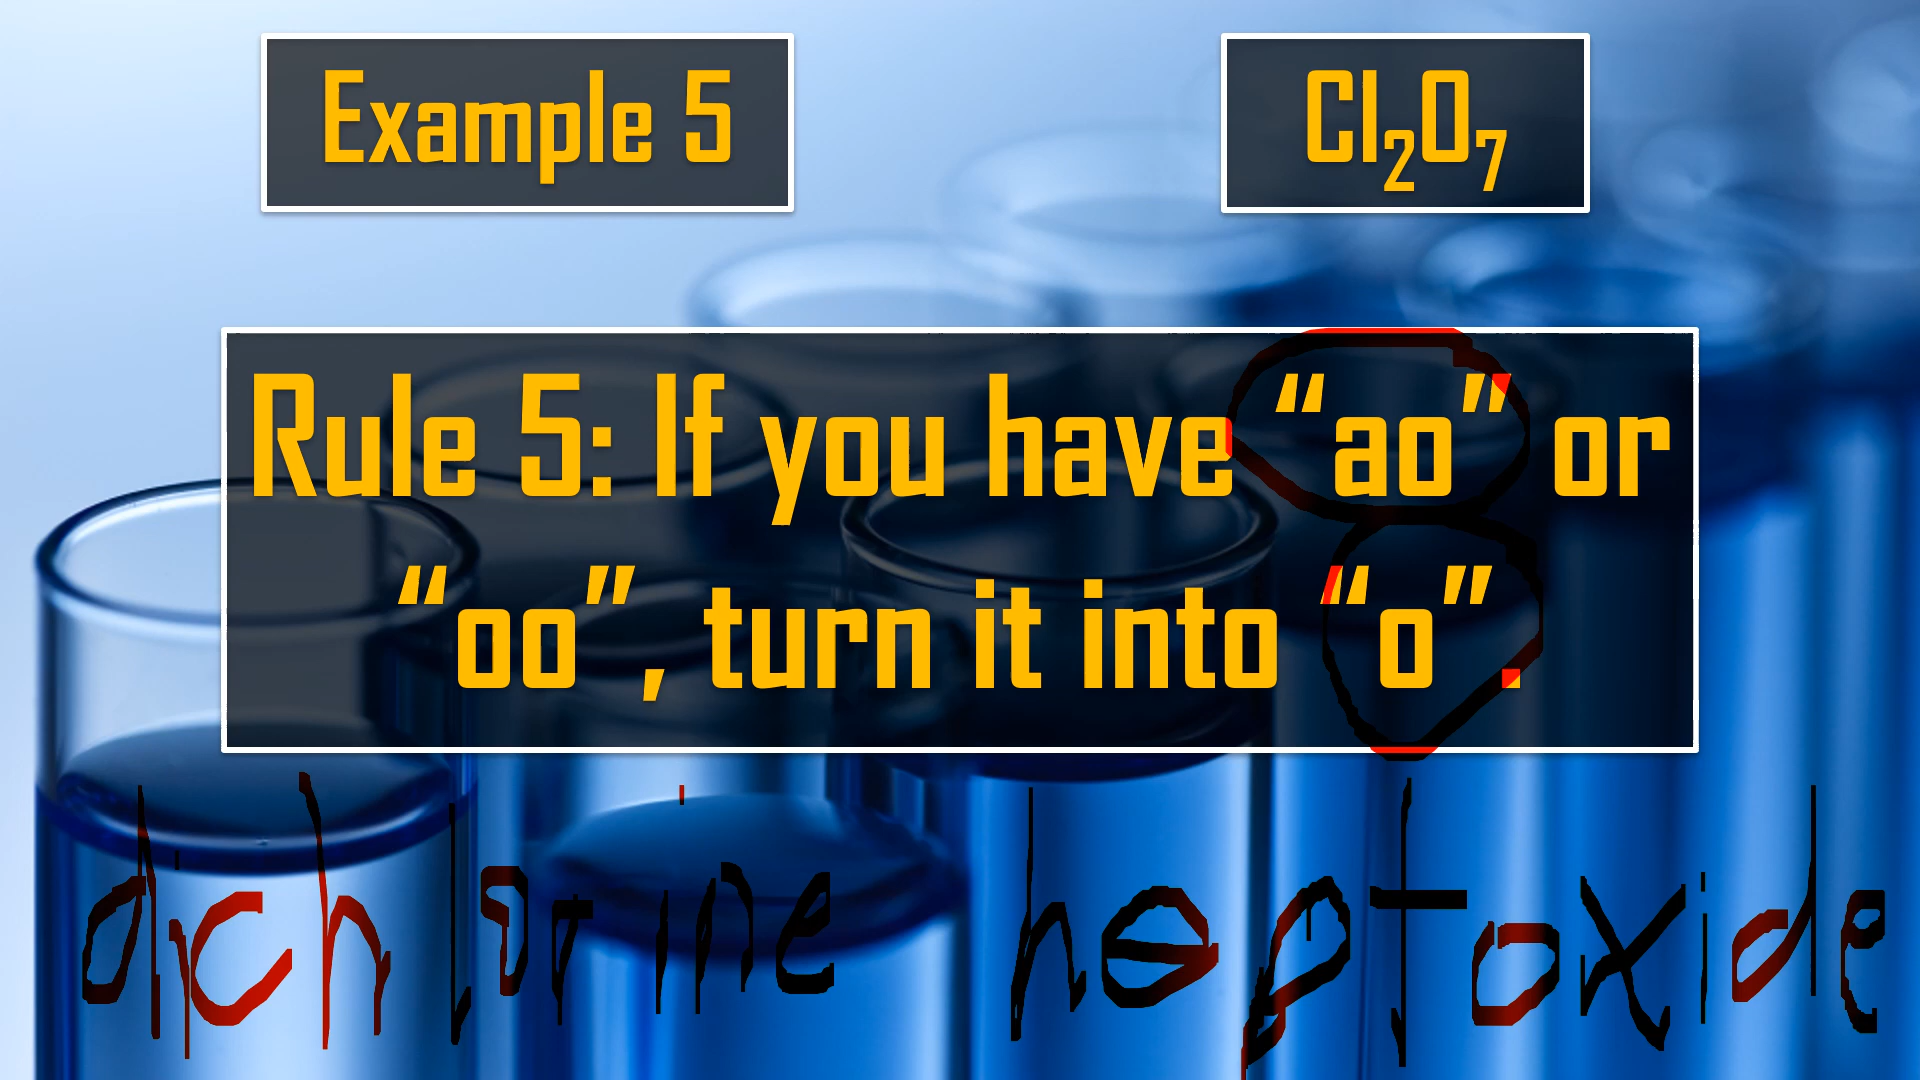 Example 5
Cl₂O₇
Rule 5: If you have “ao” or
“oo”, turn it into “o”.
dichlorine heptoxide